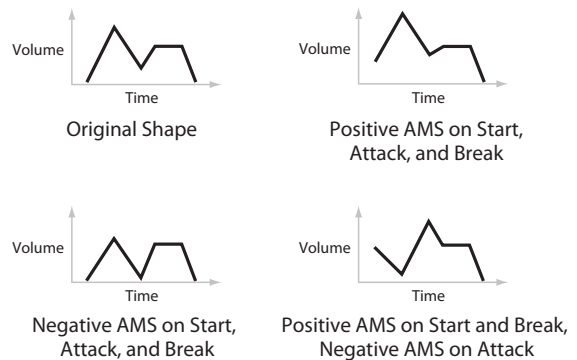 Volume
Time
Original Shape
Volume
Time
Positive AMS on Start,
Attack, and Break
Volume
Time
Negative AMS on Start,
Attack, and Break
Volume
Time
Positive AMS on Start and Break,
Negative AMS on Attack